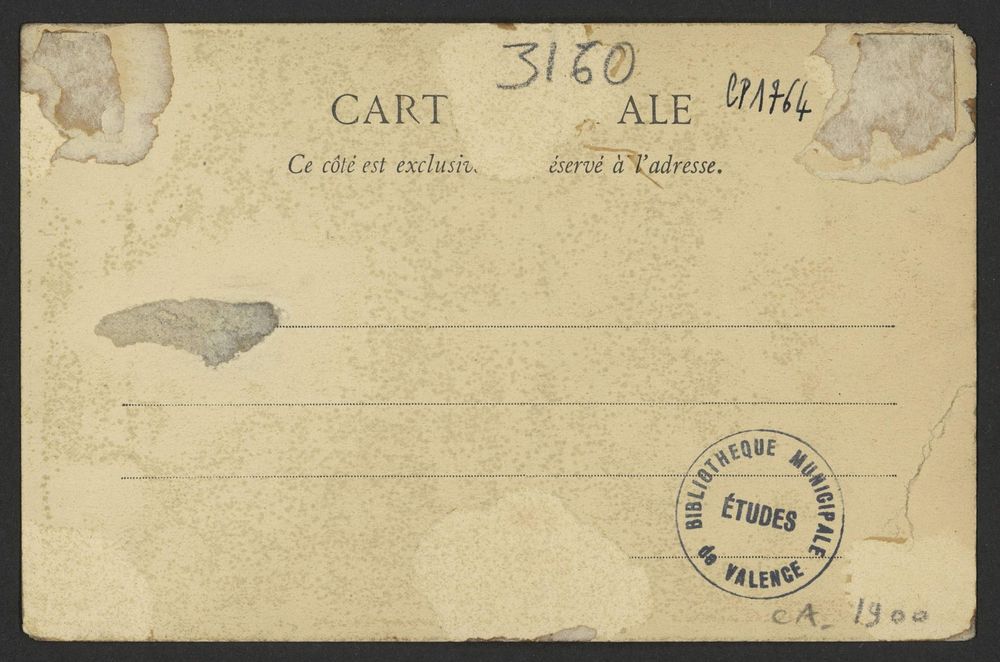 3160
CART ALE CP1764
Ce côté est exclusiv éservé à l'adresse.
BIBLIOTHEQUE MUNICIPALE
ÉTUDES
de VALENCE
CA. 1900